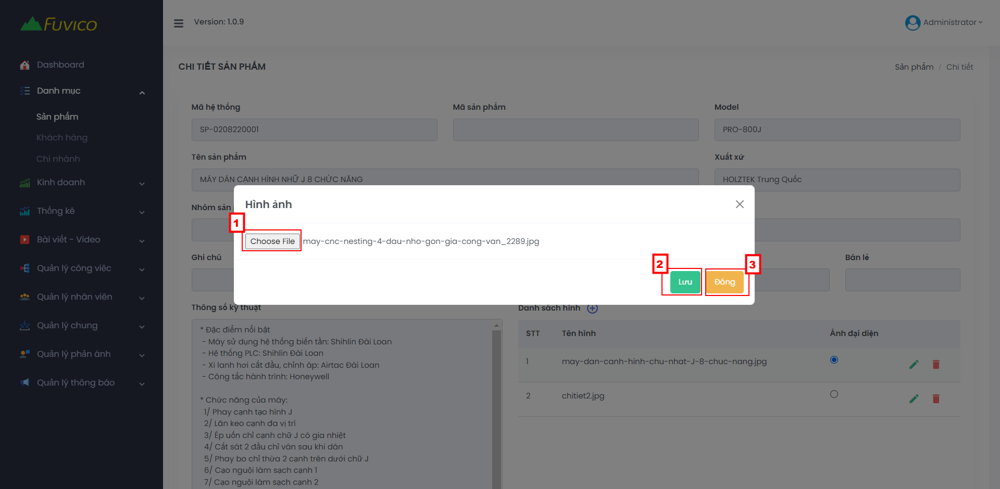 FUVICO
Version: 1.0.9
Administrator
Dashboard
Danh mục
Sản phẩm
Khách hàng
Chi nhánh
Kinh doanh
Thống kê
Bài viết - Video
Quản lý công việc
Quản lý nhân viên
Quản lý chung
Quản lý phản ánh
Quản lý thông báo
CHI TIẾT SẢN PHẨM
Sản phẩm / Chi tiết
Mã hệ thống
Mã sản phẩm
Model
SP-0208220001
PRO-800J
Tên sản phẩm
Xuất xứ
MÁY DÁN CẠNH HÌNH NHỮ J 8 CHỨC NĂNG
HOLZTEK Trung Quốc
Nhóm sản
Hình ảnh
1
Choose File may-cnc-nesting-4-dau-nho-gon-gia-cong-van_2289.jpg
Ghi chú
Bán lẻ
2
3
Lưu
Đóng
Thông số kỹ thuật
Danh sách hình
* Đặc điểm nổi bật
- Máy sử dụng hệ thống biến tần: Shihlin Đài Loan
- Hệ thống PLC: Shihlin Đài Loan
- Xi lanh hơi cắt đầu, chỉnh áp: Airtac Đài Loan
- Công tắc hành trình: Honeywell
* Chức năng của máy:
1/ Phay cạnh tạo hình J
2/ Lăn keo cạnh đa vị trí
3/ Ép uốn chỉ cạnh chữ J có gia nhiệt
4/ Cắt sát 2 đầu chỉ ván sau khi dán
5/ Phay bo chỉ thừa 2 cạnh trên dưới chữ J
6/ Cạo nguội làm sạch cạnh 1
7/ Cạo nguội làm sạch cạnh 2
STT
Tên hình
Ảnh đại diện
1
may-dan-canh-hinh-chu-nhat-J-8-chuc-nang.jpg
2
chitiet2.jpg